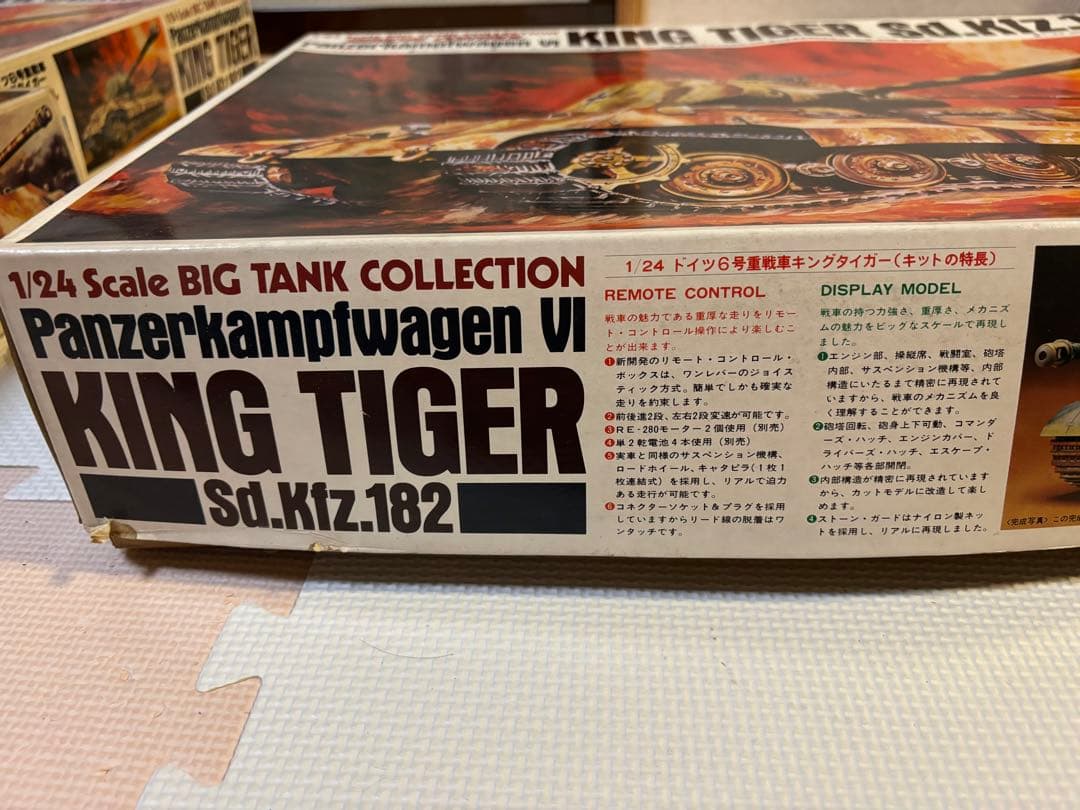 KING TIGER
Panzerkampfwagen VI
KING TIGER
1/24 Scale BIG TANK COLLECTION
Panzerkampfwagen VI
KING TIGER
Sd.Kfz.182
1/24 ドイツ6号重戦車キングタイガー(キットの特長)
REMOTE CONTROL
戦車の魅力である重厚な走りをリモー
ト・コントロール操作により楽しむこ
とが出来ます。
❶新開発のリモート・コントロール・
ボックスは、ワンレバーのジョイス
ティック方式。簡単でしかも確実な
走りを約束します。
❷前後進2段、左右2段変速が可能です。
❸RE-280モーター2個使用(別売)
❹単2乾電池4本使用(別売)
❺実車と同様のサスペンション機構、
ロードホイール、キャタピラ(1枚1
枚連結式)を採用し、リアルで迫力
ある走行が可能です。
❻コネクターソケット&プラグを採用
していますからリード線の脱着はワ
ンタッチです。
DISPLAY MODEL
戦車の持つ力強さ、重厚さ、メカニズ
ムの魅力をビッグなスケールで再現し
ました。
❶エンジン部、操縦席、戦闘室、砲塔
内部、サスペンション機構等、内部
構造にいたるまで精密に再現されて
いますから、戦車のメカニズムを良
く理解することができます。
❷砲塔回転、砲身上下可動、コマンダ
ーズ・ハッチ、エンジンカバー、ド
ライバーズ・ハッチ、エスケープ・
ハッチ等各部開閉。
❸内部構造が精密に再現されています
から、カットモデルに改造して楽し
めます。
❹ストーン・ガードはナイロン製ネッ
トを採用し、リアルに再現しました。
〈完成写真〉この完